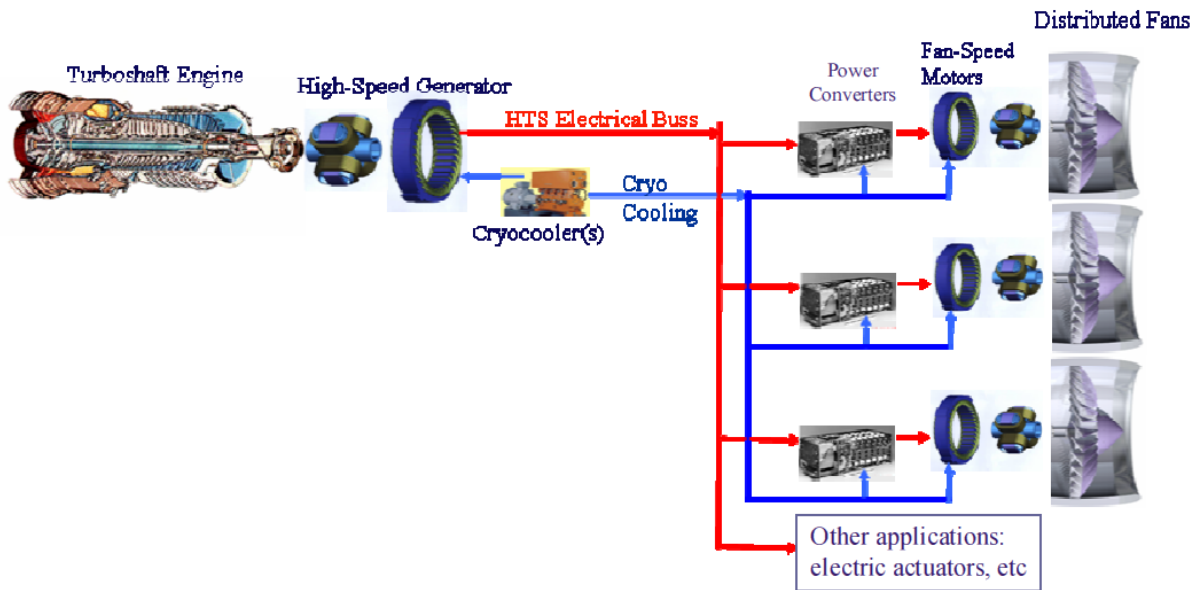 Distributed Fans
Turboshaft Engine
High-Speed Generator
Power
Converters
Fan-Speed
Motors
HTS Electrical Buss
Cryo
Cooling
Cryocooler(s)
Other applications:
electric actuators, etc